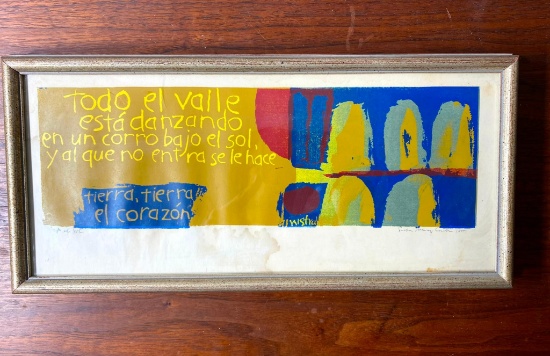 todo el valle
está danzando
en un corro bajo el sol,
y al que no entra se le hace
tierra, tierra
el corazón